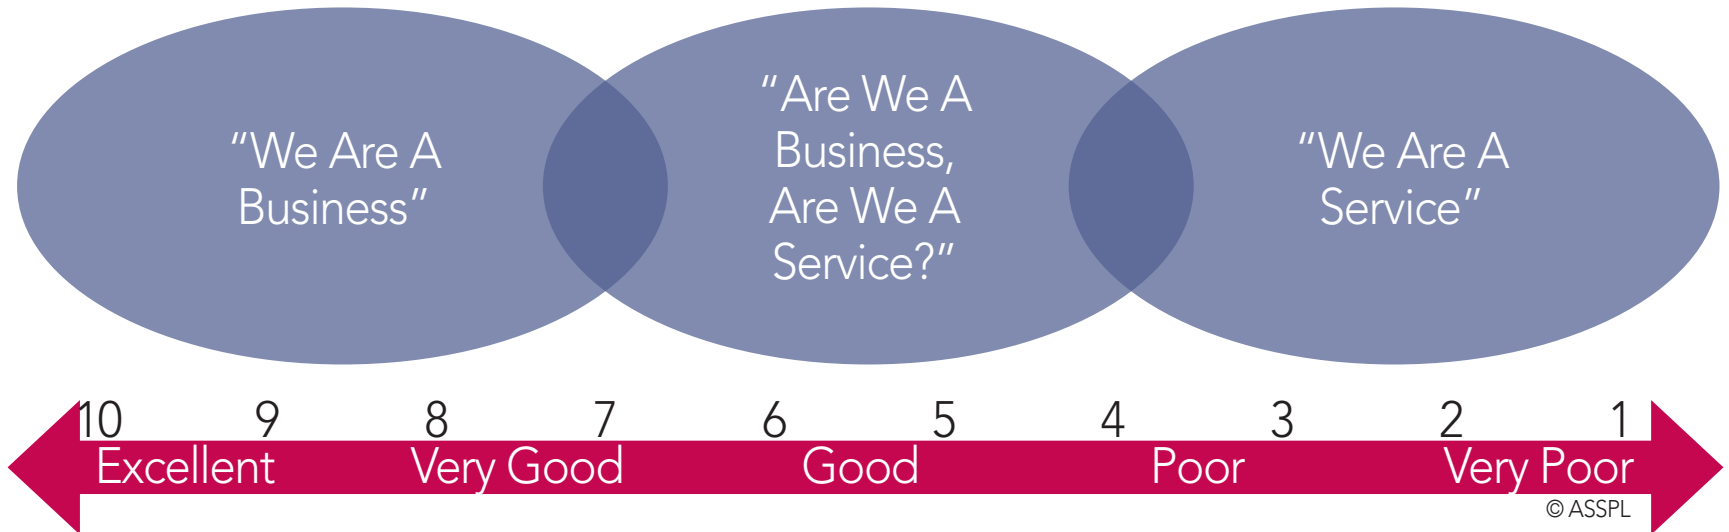 “We Are A
Business”
“Are We A
Business,
Are We A
Service?”
“We Are A
Service”
10 9 8 7 6 5 4 3 2 1
Excellent Very Good Good Poor Very Poor
© ASSPL